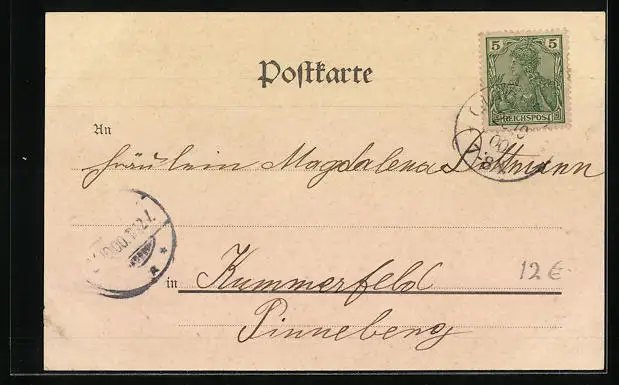 5 5
REICHSPOST
Postkarte
An
Fräulein Magdalena
12 €
in Kummerfeld
Pinneberg